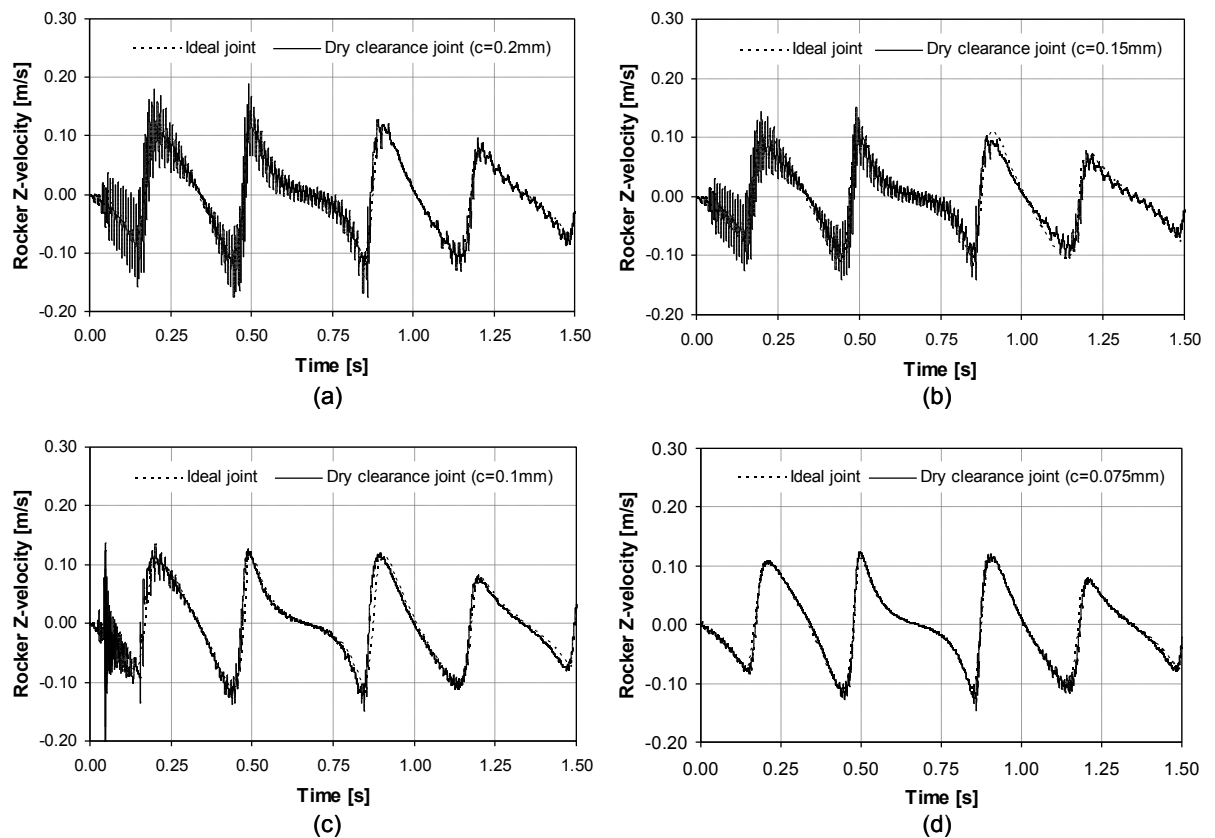 0.30
Ideal joint Dry clearance joint (c=0.2mm)
0.20
0.10
0.00
-0.10
-0.20
Rocker Z-velocity [m/s]
0.00 0.25 0.50 0.75 1.00 1.25 1.50
Time [s]
(a)
0.30
Ideal joint Dry clearance joint (c=0.15mm)
0.20
0.10
0.00
-0.10
-0.20
Rocker Z-velocity [m/s]
0.00 0.25 0.50 0.75 1.00 1.25 1.50
Time [s]
(b)
0.30
Ideal joint Dry clearance joint (c=0.1mm)
0.20
0.10
0.00
-0.10
-0.20
Rocker Z-velocity [m/s]
0.00 0.25 0.50 0.75 1.00 1.25 1.50
Time [s]
(c)
0.30
Ideal joint Dry clearance joint (c=0.075mm)
0.20
0.10
0.00
-0.10
-0.20
Rocker Z-velocity [m/s]
0.00 0.25 0.50 0.75 1.00 1.25 1.50
Time [s]
(d)